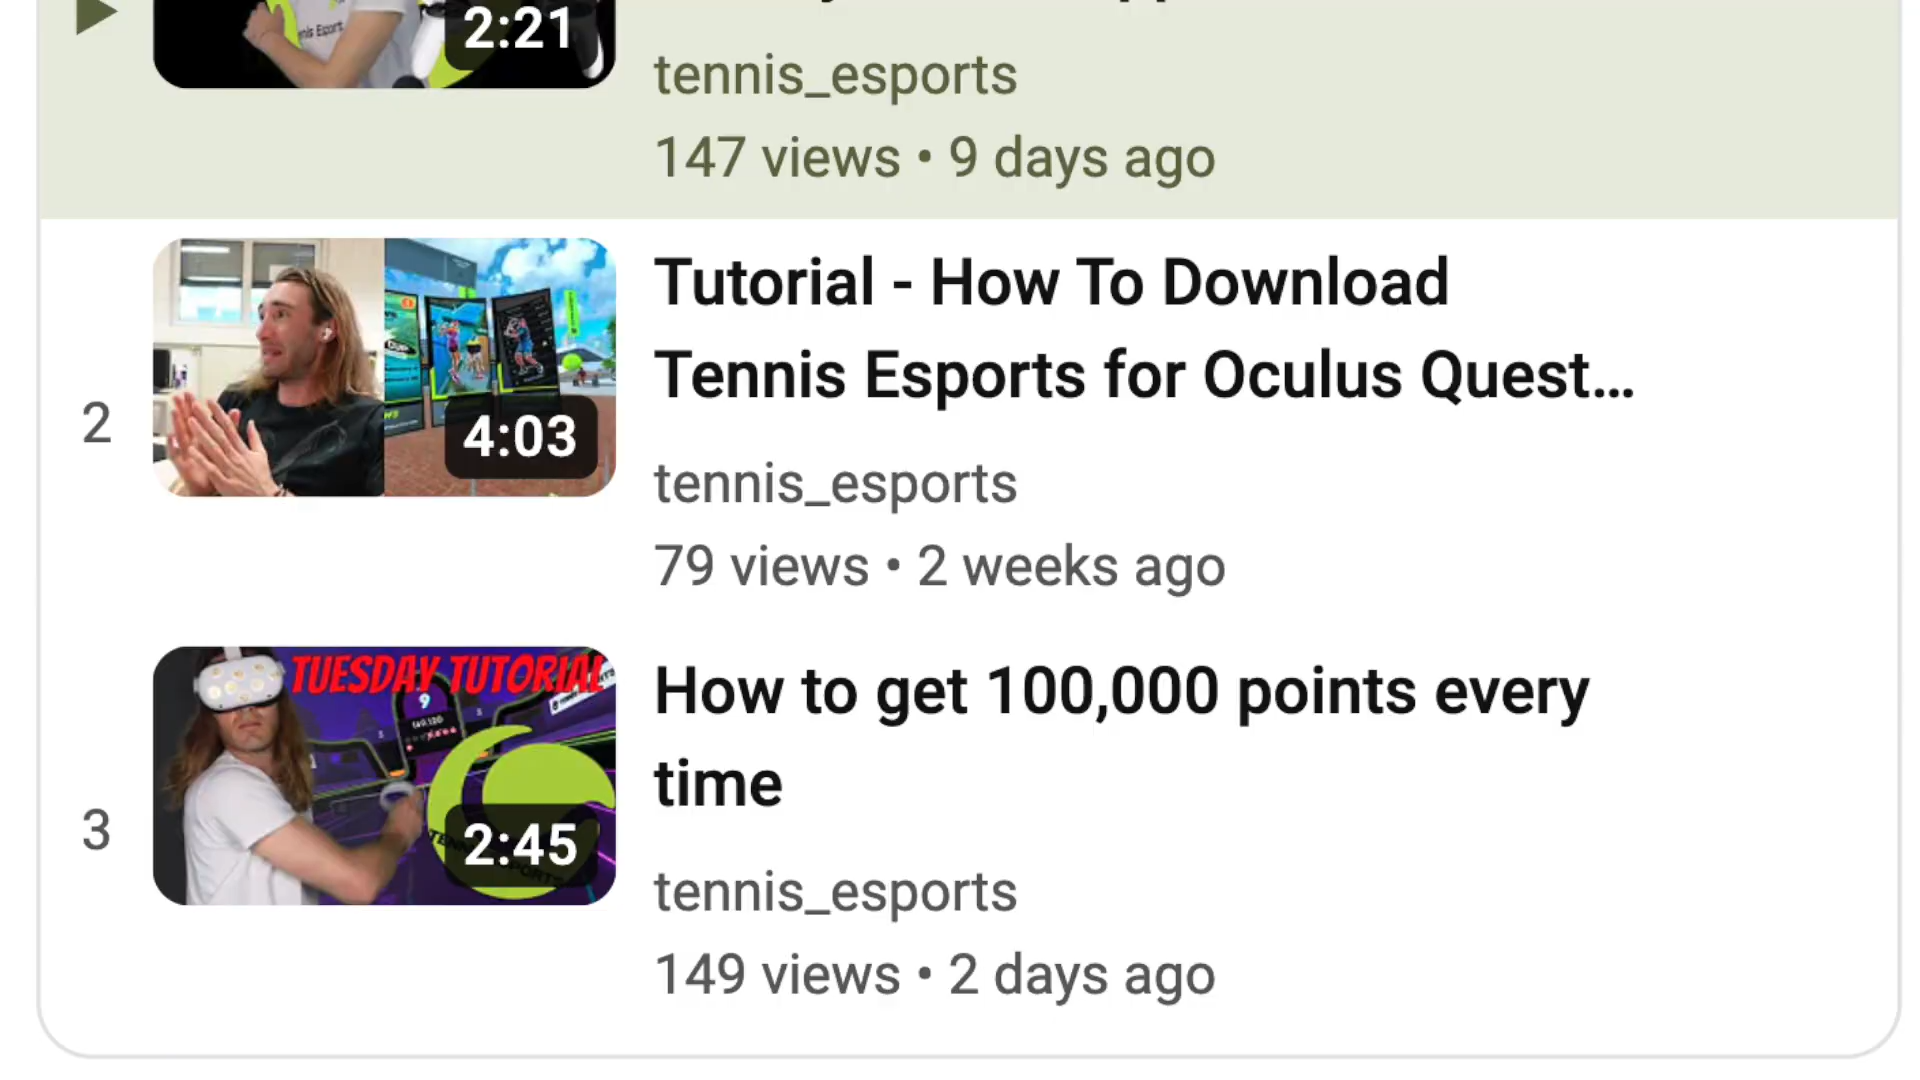 2:21
tennis_esports
147 views • 9 days ago
2
4:03
Tutorial - How To Download
Tennis Esports for Oculus Quest...
tennis_esports
79 views • 2 weeks ago
3
TUESDAY TUTORIAL
9
2:45
How to get 100,000 points every
time
tennis_esports
149 views • 2 days ago